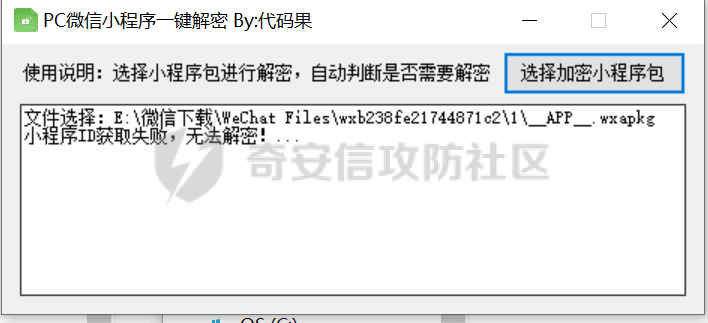 PC微信小程序一键解密 By:代码果
使用说明：选择小程序包进行解密，自动判断是否需要解密
选择加密小程序包
文件选择：E:\微信下载\WeChat Files\wxb238fe21744871c2\1\__APP__.wxapkg
小程序ID获取失败，无法解密！...
奇安信攻防社区
OS (C:)